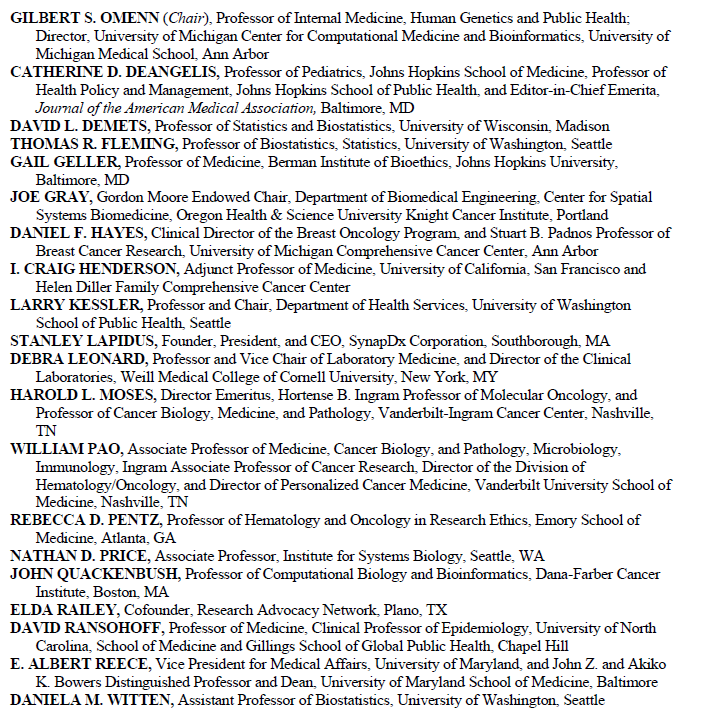 GILBERT S. OMENN (Chair), Professor of Internal Medicine, Human Genetics and Public Health;
Director, University of Michigan Center for Computational Medicine and Bioinformatics, University of
Michigan Medical School, Ann Arbor
CATHERINE D. DEANGELIS, Professor of Pediatrics, Johns Hopkins School of Medicine, Professor of
Health Policy and Management, Johns Hopkins School of Public Health, and Editor-in-Chief Emerita,
Journal of the American Medical Association, Baltimore, MD
DAVID L. DEMETS, Professor of Statistics and Biostatistics, University of Wisconsin, Madison
THOMAS R. FLEMING, Professor of Biostatistics, Statistics, University of Washington, Seattle
GAIL GELLER, Professor of Medicine, Berman Institute of Bioethics, Johns Hopkins University,
Baltimore, MD
JOE GRAY, Gordon Moore Endowed Chair, Department of Biomedical Engineering, Center for Spatial
Systems Biomedicine, Oregon Health & Science University Knight Cancer Institute, Portland
DANIEL F. HAYES, Clinical Director of the Breast Oncology Program, and Stuart B. Padnos Professor of
Breast Cancer Research, University of Michigan Comprehensive Cancer Center, Ann Arbor
I. CRAIG HENDERSON, Adjunct Professor of Medicine, University of California, San Francisco and
Helen Diller Family Comprehensive Cancer Center
LARRY KESSLER, Professor and Chair, Department of Health Services, University of Washington
School of Public Health, Seattle
STANLEY LAPIDUS, Founder, President, and CEO, SynapDx Corporation, Southborough, MA
DEBRA LEONARD, Professor and Vice Chair of Laboratory Medicine, and Director of the Clinical
Laboratories, Weill Medical College of Cornell University, New York, MY
HAROLD L. MOSES, Director Emeritus, Hortense B. Ingram Professor of Molecular Oncology, and
Professor of Cancer Biology, Medicine, and Pathology, Vanderbilt-Ingram Cancer Center, Nashville,
TN
WILLIAM PAO, Associate Professor of Medicine, Cancer Biology, and Pathology, Microbiology,
Immunology, Ingram Associate Professor of Cancer Research, Director of the Division of
Hematology/Oncology, and Director of Personalized Cancer Medicine, Vanderbilt University School of
Medicine, Nashville, TN
REBECCA D. PENTZ, Professor of Hematology and Oncology in Research Ethics, Emory School of
Medicine, Atlanta, GA
NATHAN D. PRICE, Associate Professor, Institute for Systems Biology, Seattle, WA
JOHN QUACKENBUSH, Professor of Computational Biology and Bioinformatics, Dana-Farber Cancer
Institute, Boston, MA
ELDA RAILEY, Cofounder, Research Advocacy Network, Plano, TX
DAVID RANSOHOFF, Professor of Medicine, Clinical Professor of Epidemiology, University of North
Carolina, School of Medicine and Gillings School of Global Public Health, Chapel Hill
E. ALBERT REECE, Vice President for Medical Affairs, University of Maryland, and John Z. and Akiko
K. Bowers Distinguished Professor and Dean, University of Maryland School of Medicine, Baltimore
DANIELA M. WITTEN, Assistant Professor of Biostatistics, University of Washington, Seattle